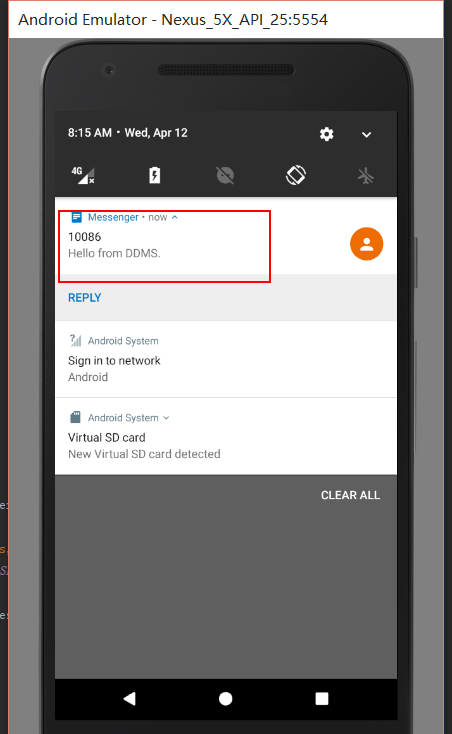 Android Emulator - Nexus_5X_API_25:5554
8:15 AM • Wed, Apr 12
4G
Messenger • now
10086
Hello from DDMS.
REPLY
Android System
Sign in to network
Android
Android System
Virtual SD card
New Virtual SD card detected
CLEAR ALL